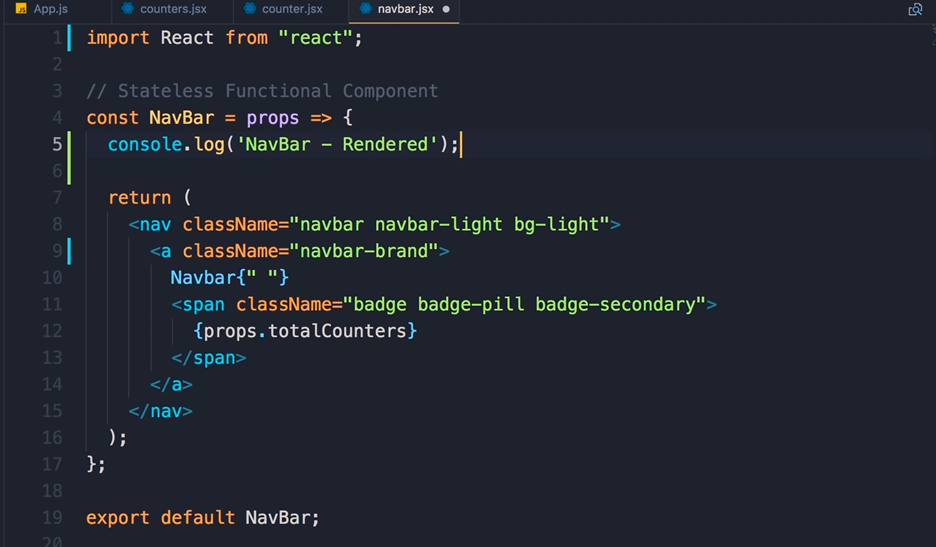 JS App.js counters.jsx counter.jsx navbar.jsx
1 import React from "react";
2
3 // Stateless Functional Component
4 const NavBar = props => {
5 console.log('NavBar - Rendered');
6
7 return (
8 <nav className="navbar navbar-light bg-light">
9 <a className="navbar-brand">
10 Navbar{" "}
11 <span className="badge badge-pill badge-secondary">
12 {props.totalCounters}
13 </span>
14 </a>
15 </nav>
16 );
17 };
18
19 export default NavBar;
20